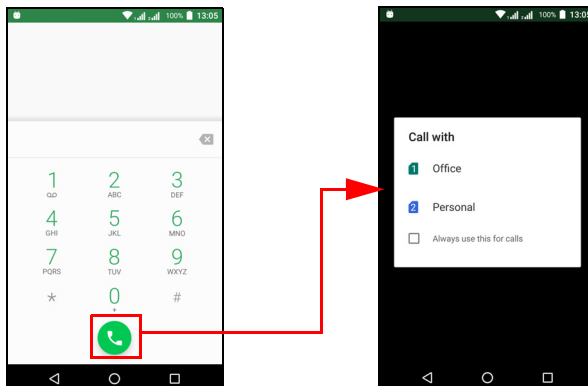 100% 13:05
1 2 3
ABC DEF
4 5 6
GHI JKL MNO
7 8 9
PQRS TUV WXYZ
* 0 #
+
100% 13:05
Call with
1 Office
2 Personal
Always use this for calls